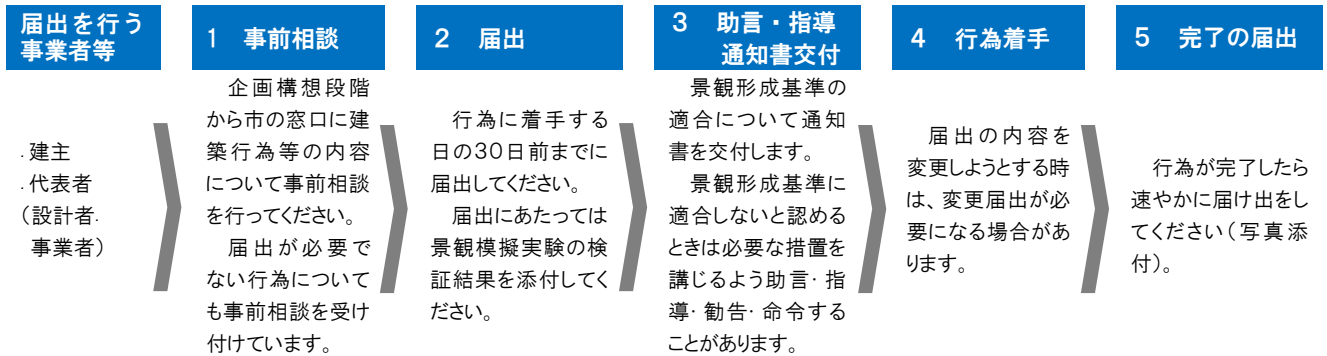 届出を行う
事業者等
・建主
・代表者
（設計者・
事業者）
1　事前相談
企画構想段階
から市の窓口に建
築行為等の内容
について事前相談
を行ってください。
届出が必要で
ない行為について
も事前相談を受け
付けています。
2　届出
行為に着手する
日の30日前までに
届出してください。
届出にあたっては
景観模擬実験の検
証結果を添付してく
ださい。
3　助言・指導
通知書交付
景観形成基準の
適合について通知
書を交付します。
景観形成基準に
適合しないと認める
ときは必要な措置を
講じるよう助言・指
導・勧告・命令する
ことがあります。
4　行為着手
届出の内容を
変更しようとする時
は、変更届出が必
要になる場合があ
ります。
5　完了の届出
行為が完了したら
速やかに届け出をし
てください（写真添
付）。